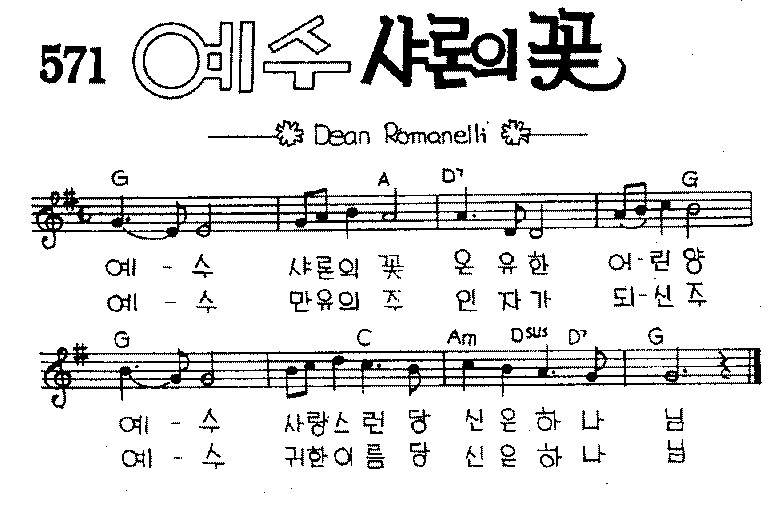 571 예수 샤론의 꽃
Dean Romanelli
G A D7 G
예 - 수 샤론의 꽃 온 유한 어-린양
예 - 수 만유의 주 인 자가 되-신주
G C Am Dsus D7 G
예 - 수 사랑스런 당 신은하나 님
예 - 수 귀한이름 당 신은하나 님